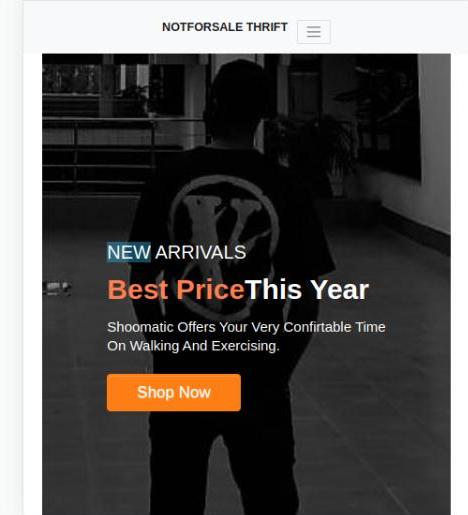 NOTFORSALE THRIFT
NEW ARRIVALS
Best PriceThis Year
Shoomatic Offers Your Very Confirtable Time
On Walking And Exercising.
Shop Now